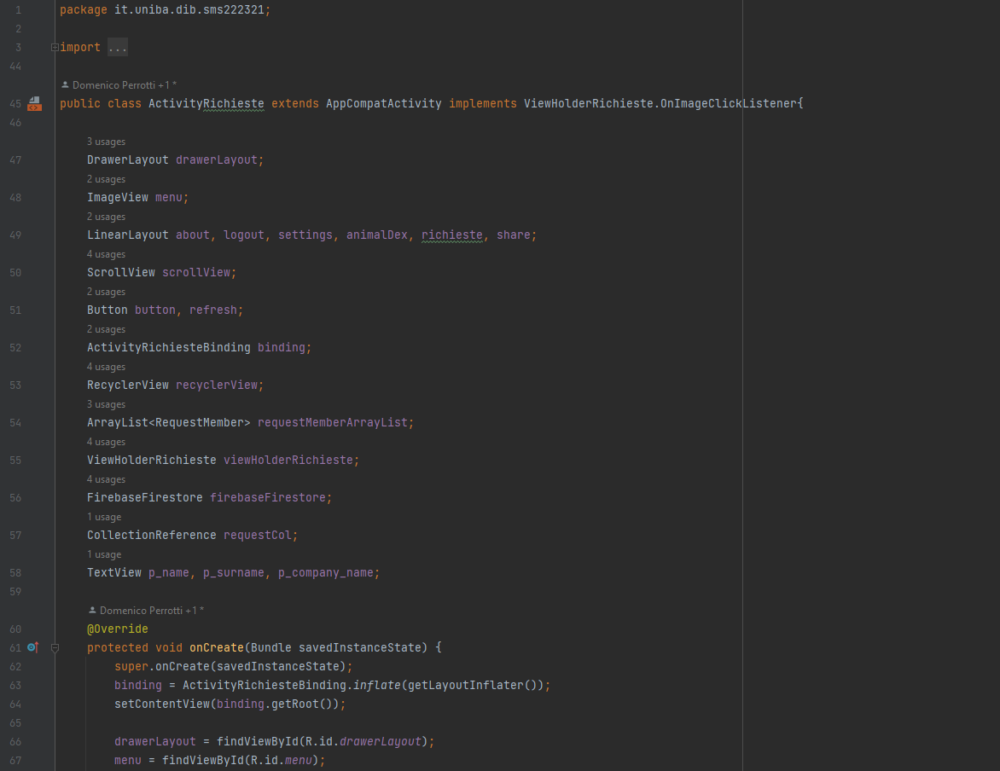 1 package it.uniba.dib.sms222321;
2
3 import ...
44
Domenico Perrotti +1 *
45 public class ActivityRichieste extends AppCompatActivity implements ViewHolderRichieste.OnImageClickListener{
46
3 usages
47 DrawerLayout drawerLayout;
2 usages
48 ImageView menu;
2 usages
49 LinearLayout about, logout, settings, animalDex, richieste, share;
4 usages
50 ScrollView scrollView;
2 usages
51 Button button, refresh;
2 usages
52 ActivityRichiesteBinding binding;
4 usages
53 RecyclerView recyclerView;
3 usages
54 ArrayList<RequestMember> requestMemberArrayList;
4 usages
55 ViewHolderRichieste viewHolderRichieste;
4 usages
56 FirebaseFirestore firebaseFirestore;
1 usage
57 CollectionReference requestCol;
1 usage
58 TextView p_name, p_surname, p_company_name;
59
Domenico Perrotti +1 *
60 @Override
61 protected void onCreate(Bundle savedInstanceState) {
62 super.onCreate(savedInstanceState);
63 binding = ActivityRichiesteBinding.inflate(getLayoutInflater());
64 setContentView(binding.getRoot());
65
66 drawerLayout = findViewById(R.id.drawerLayout);
67 menu = findViewById(R.id.menu);